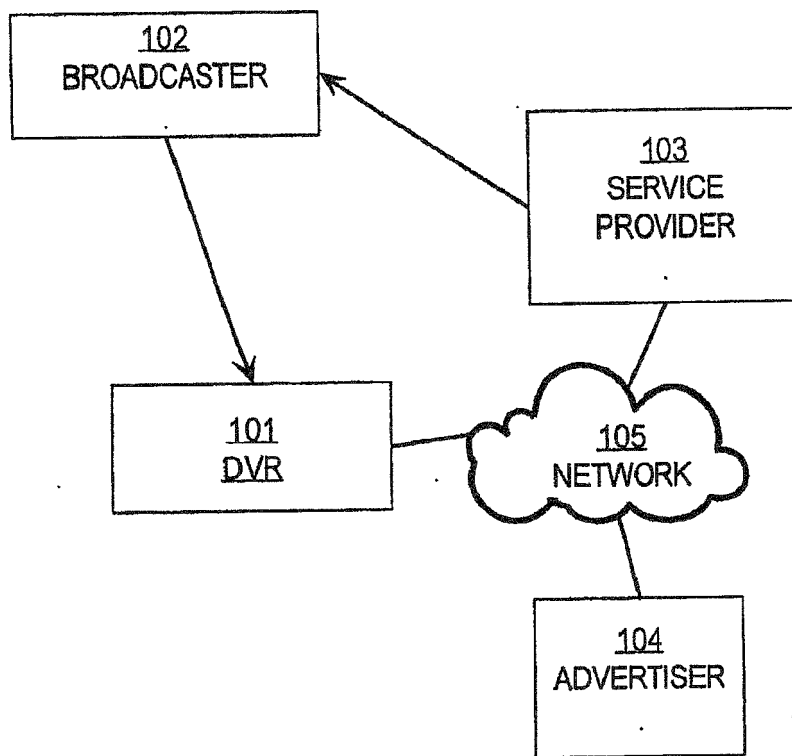 102
BROADCASTER
103
SERVICE
PROVIDER
101
DVR
105
NETWORK
104
ADVERTISER